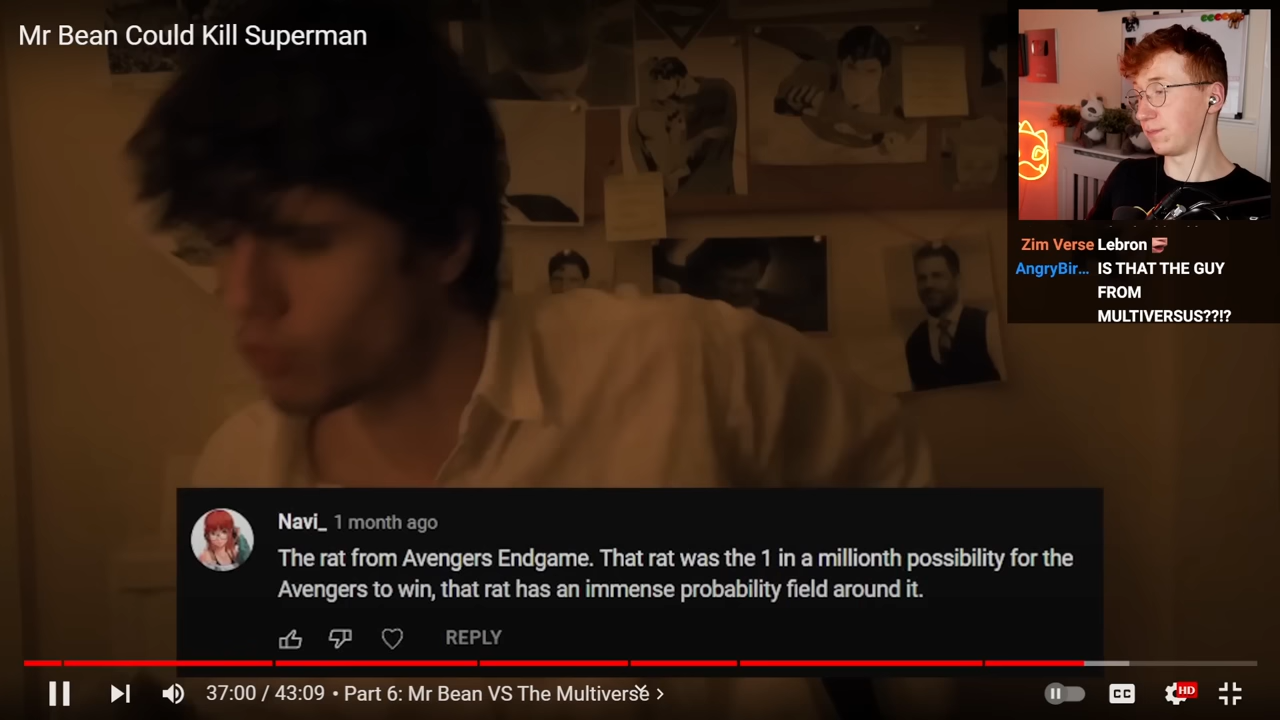 Mr Bean Could Kill Superman
Zim Verse Lebron
AngryBir... IS THAT THE GUY
FROM
MULTIVERSUS??!?
Navi_ 1 month ago
The rat from Avengers Endgame. That rat was the 1 in a millionth possibility for the
Avengers to win, that rat has an immense probability field around it.
REPLY
37:00 / 43:09 • Part 6: Mr Bean VS The Multiverse >
CC
HD